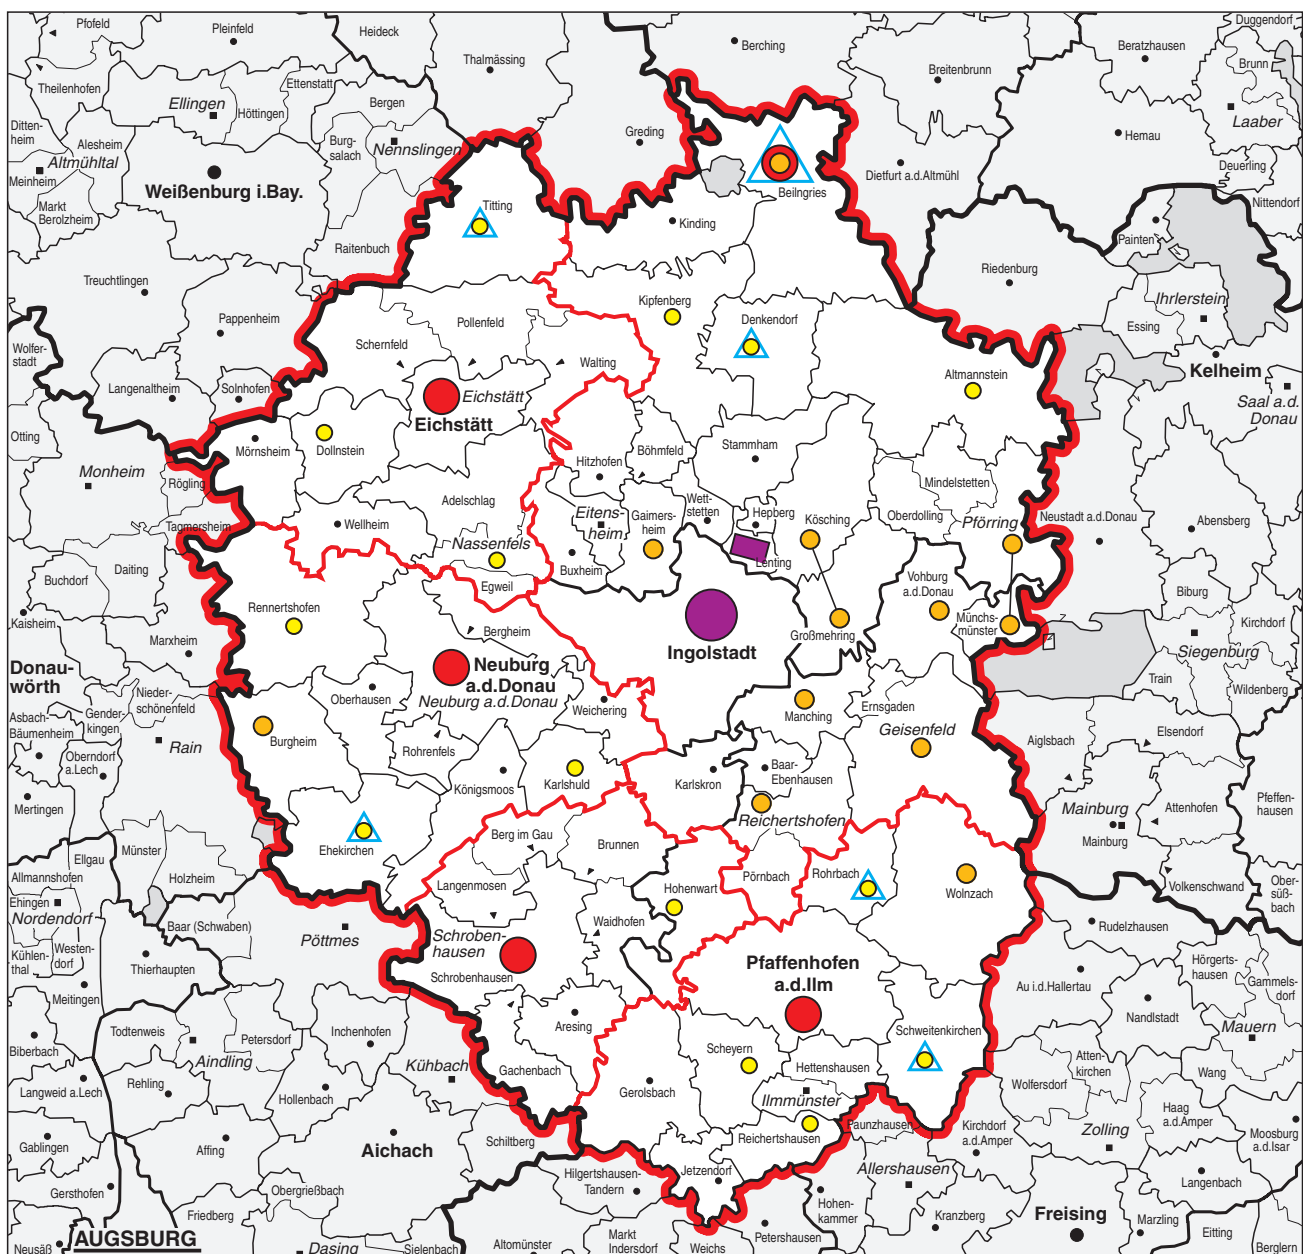 Pfofeld
Pleinfeld
Heideck
Thalmässing
Berching
Breitenbrunn
Beratzhausen
Duggendorf
Brunn
Theilenhofen
Ellingen
Ettenstatt
Höttingen
Bergen
Burg-
salach
Nennslingen
Greding
Hemau
Laaber
Deuerling
Ditten-
heim
Alesheim
Altmühltal
Meinheim
Markt
Berolzheim
Weißenburg i.Bay.
Raitenbuch
Titting
Beilngries
Dietfurt a.d.Altmühl
Nittendorf
Kinding
Painten
Riedenburg
Ihrlerstein
Essing
Treuchtlingen
Pappenheim
Kipfenberg
Denkendorf
Pollenfeld
Schernfeld
Walting
Wolfer-
stadt
Langenaltheim
Solnhofen
Altmannstein
Kelheim
Saal a.d.
Donau
Eichstätt
Eichstätt
Otting
Mörnsheim
Dollnstein
Monheim
Rögling
Tagmersheim
Hitzhofen
Böhmfeld
Stammham
Mindelstetten
Adelschlag
Wellheim
Eitens-
heim
Gaimers-
heim
Wett-
stetten
Hepberg
Kösching
Oberdolling
Pförring
Neustadt a.d.Donau
Abensberg
Nassenfels
Buxheim
Lenting
Egweil
Daiting
Buchdorf
Rennertshofen
Vohburg
a.d.Donau
Münchs-
münster
Biburg
Kaisheim
Marxheim
Bergheim
Großmehring
Ingolstadt
Kirchdorf
Siegenburg
Donau-
wörth
Neuburg
a.d.Donau
Neuburg a.d.Donau
Oberhausen
Weichering
Train
Wildenberg
Nieder-
schönenfeld
Gender-
kingen
Asbach-
Bäumenheim
Manching
Ernsgaden
Geisenfeld
Rain
Burgheim
Rohrenfels
Elsendorf
Aiglsbach
Oberndorf
a.Lech
Königsmoos
Karlshuld
Karlskron
Baar-
Ebenhausen
Reichertshofen
Mertingen
Mainburg
Mainburg
Attenhofen
Pfeffen-
hausen
Ehekirchen
Berg im Gau
Brunnen
Münster
Ellgau
Holzheim
Allmannshofen
Ehingen
Nordendorf
Langenmosen
Hohenwart
Pörnbach
Rohrbach
Wolnzach
Volkenschwand
Ober-
süß-
bach
Waidhofen
Baar (Schwaben)
Pöttmes
Schroben-
hausen
Schrobenhausen
Rudelzhausen
Westen-
dorf
Kühlen-
thal
Thierhaupten
Pfaffenhofen
a.d.Ilm
Hörgerts-
hausen
Gammels-
dorf
Au i.d.Hallertau
Meitingen
Nandlstadt
Todtenweis
Petersdorf
Inchenhofen
Aresing
Schweitenkirchen
Mauern
Biberbach
Aindling
Kühbach
Scheyern
Hettenshausen
Atten-
kirchen
Wang
Langweid a.Lech
Rehling
Hollenbach
Gachenbach
Gerolsbach
Ilmmünster
Wolfersdorf
Haag
a.d.Amper
Gablingen
Affing
Aichach
Schiltberg
Reichertshausen
Paunzhausen
Kirchdorf
a.d.Amper
Zolling
Moosburg
a.d.Isar
Gersthofen
Obergrießbach
Hilgertshausen-
Tandern
Jetzendorf
Allershausen
Langenbach
Friedberg
Hohen-
kammer
Kranzberg
Freising
Marzling
Eitting
AUGSBURG
Neusäß
Dasing
Sielenbach
Altomünster
Markt
Indersdorf
Weichs
Petershausen
Berglern